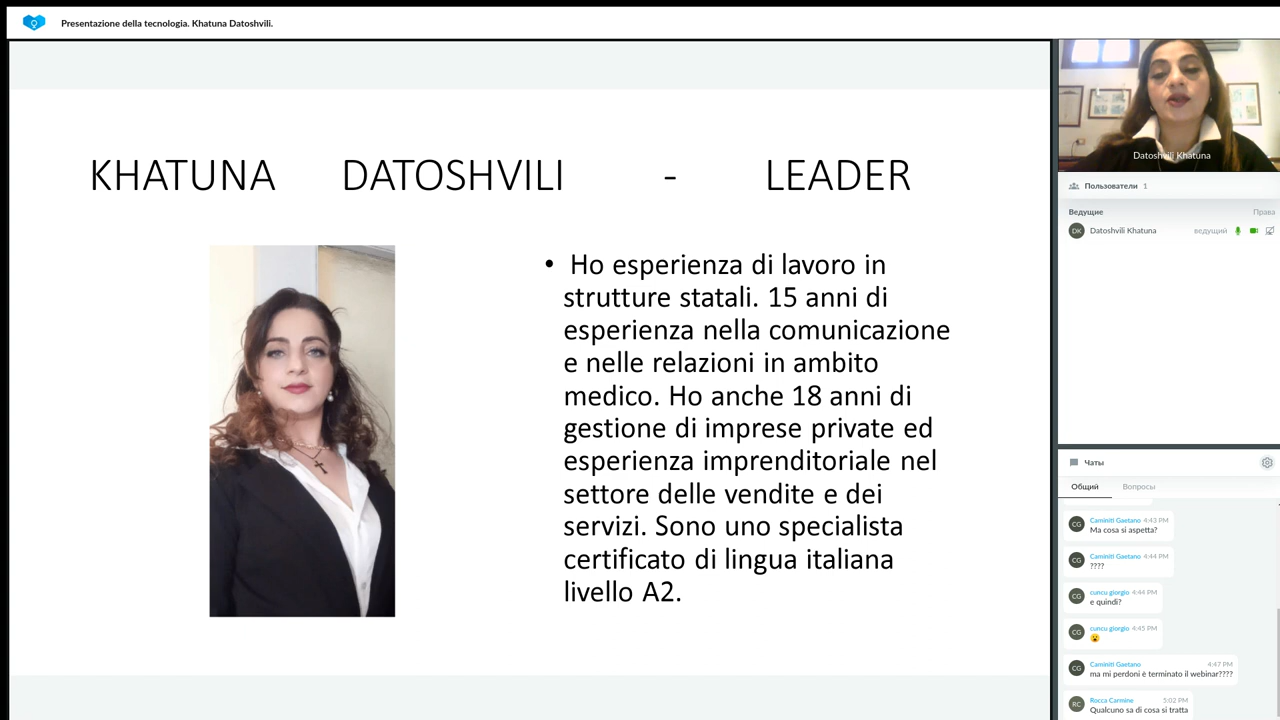 Presentazione della tecnologia. Khatuna Datoshvili.
KHATUNA DATOSHVILI - LEADER
• Ho esperienza di lavoro in
strutture statali. 15 anni di
esperienza nella comunicazione
e nelle relazioni in ambito
medico. Ho anche 18 anni di
gestione di imprese private ed
esperienza imprenditoriale nel
settore delle vendite e dei
servizi. Sono uno specialista
certificato di lingua italiana
livello A2.
Datoshvili Khatuna
Пользователи 1
Ведущие Права
DK Datoshvili Khatuna ведущий
Чаты
Общий Вопросы
CG Caminiti Gaetano 4:43 PM
Ma cosa si aspetta?
CG Caminiti Gaetano 4:44 PM
????
CG cuncu giorgio 4:44 PM
e quindi?
CG cuncu giorgio 4:45 PM
😮
CG Caminiti Gaetano 4:47 PM
ma mi perdoni è terminato il webinar????
RC Rocca Carmine 5:02 PM
Qualcuno sa di cosa si tratta